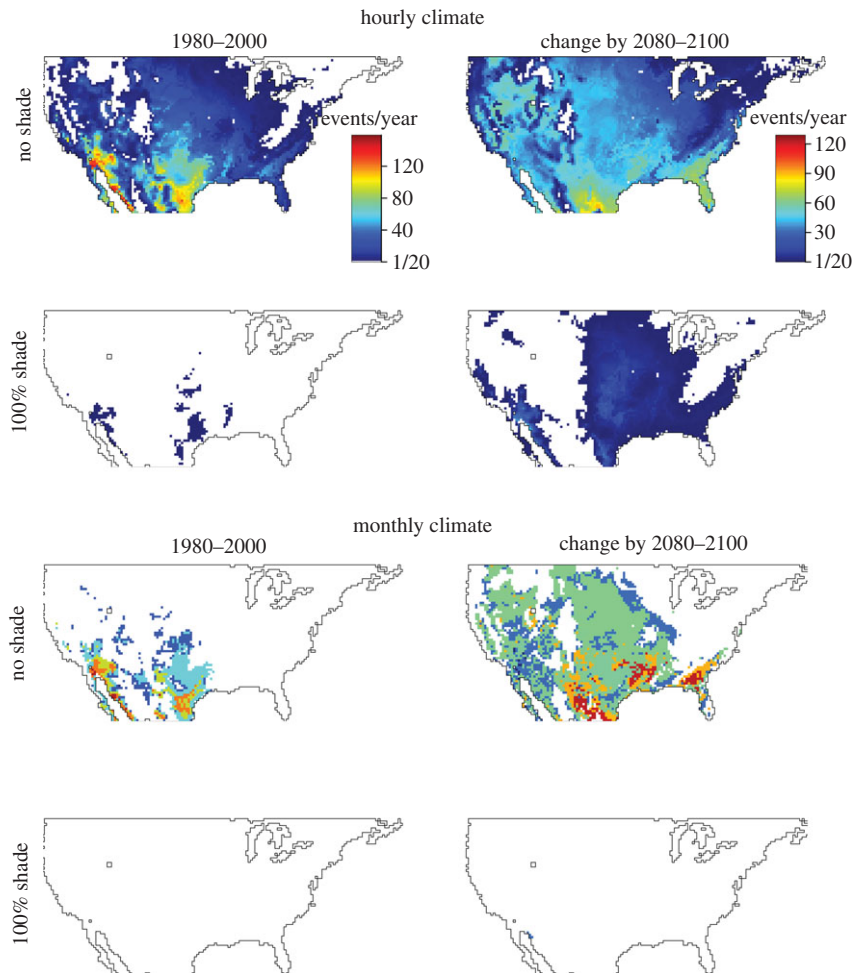 hourly climate
1980–2000
change by 2080–2100
no shade
events/year
120
80
40
1/20
events/year
120
90
60
30
1/20
100% shade
monthly climate
1980–2000
change by 2080–2100
no shade
100% shade